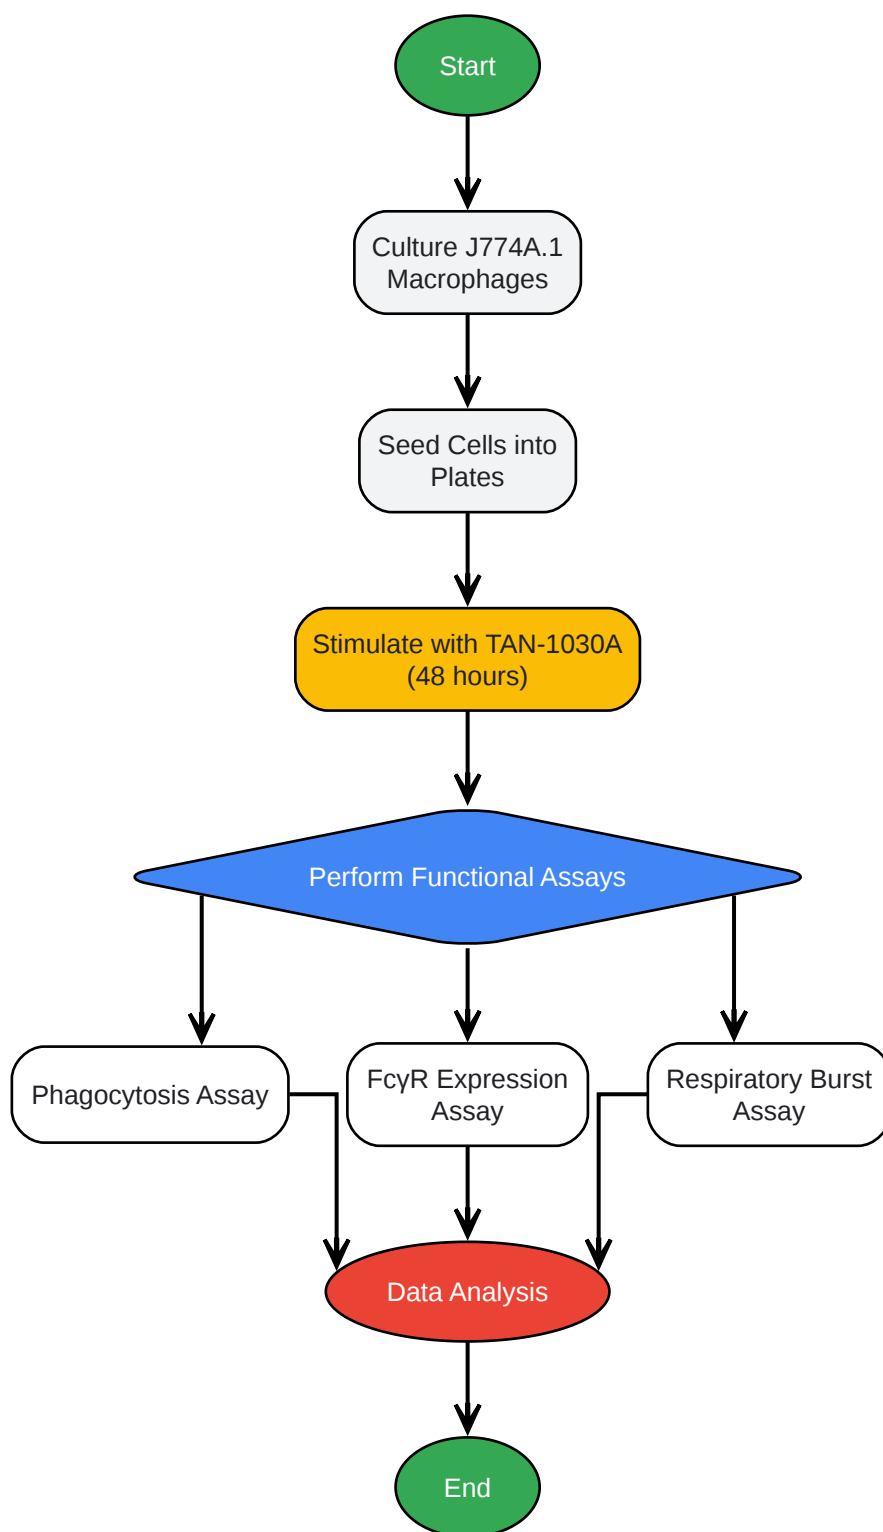 Start
Culture J774A.1
Macrophages
Seed Cells into
Plates
Stimulate with TAN-1030A
(48 hours)
Perform Functional Assays
Phagocytosis Assay
FcγR Expression
Assay
Respiratory Burst
Assay
Data Analysis
End